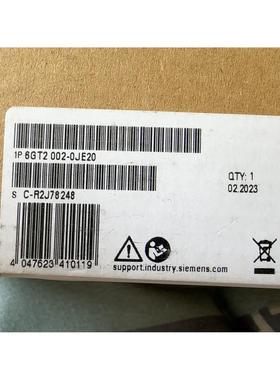 1P 6GT2 002-0JE20
S C-R2J78248
QTY: 1
02.2023
support.industry.siemens.com
4 047623 410119